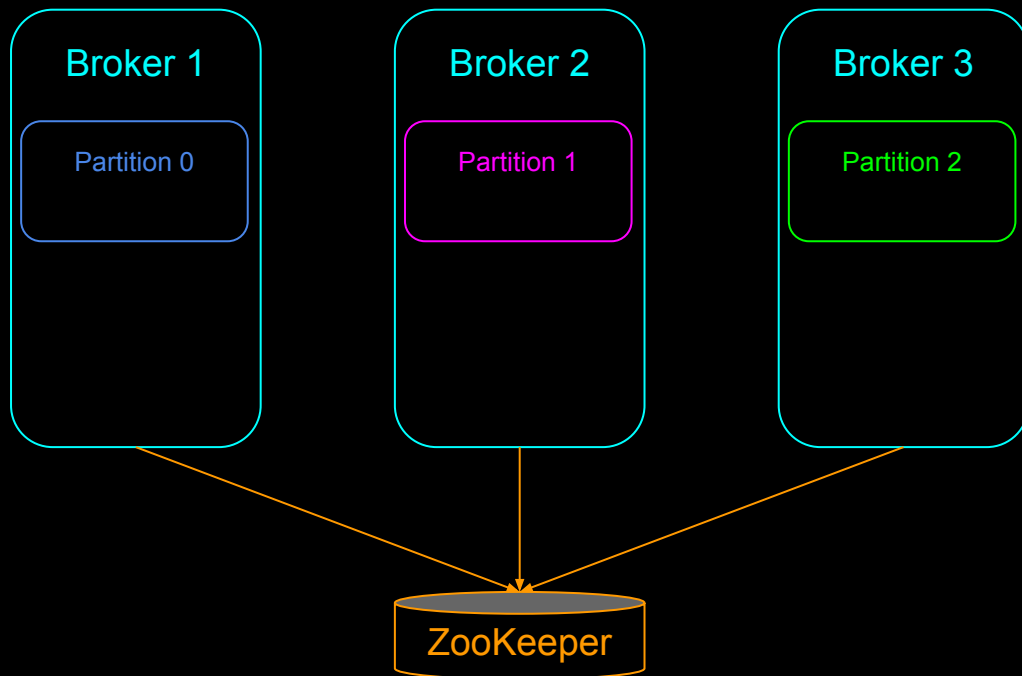 Broker 1
Broker 2
Broker 3
Partition 0
Partition 1
Partition 2
ZooKeeper